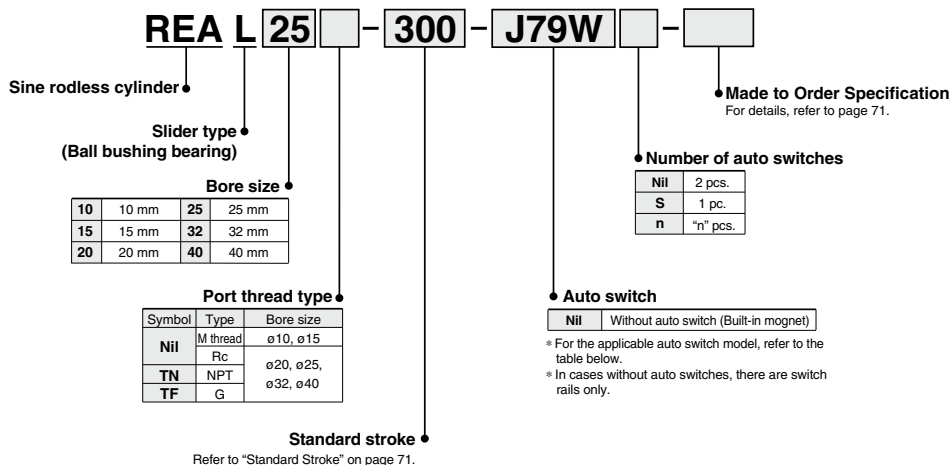 REA L 25 – 300 – J79W –
Sine rodless cylinder
Made to Order Specification
For details, refer to page 71.
Slider type
(Ball bushing bearing)
Number of auto switches
Nil 2 pcs.
S 1 pc.
n “n” pcs.
Bore size
10 10 mm 25 25 mm
15 15 mm 32 32 mm
20 20 mm 40 40 mm
Port thread type
Symbol Type Bore size
Nil M thread ø10, ø15
Rc ø20, ø25,
TN NPT ø32, ø40
TF G
Auto switch
Nil Without auto switch (Built-in mognet)
* For the applicable auto switch model, refer to the
table below.
* In cases without auto switches, there are switch
rails only.
Standard stroke
Refer to “Standard Stroke” on page 71.